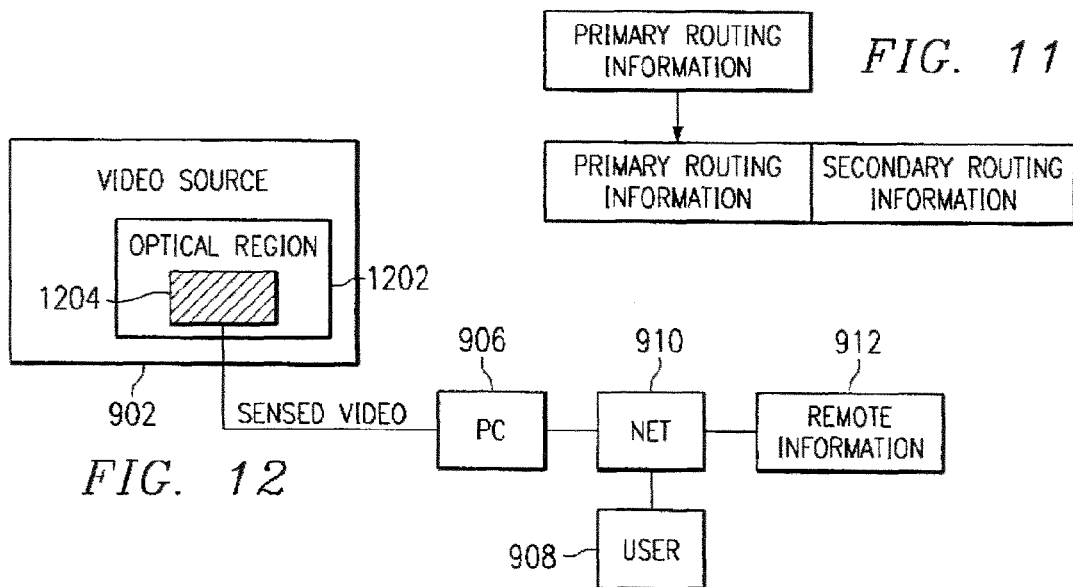 PRIMARY ROUTING
INFORMATION
FIG. 11
PRIMARY ROUTING
INFORMATION
SECONDARY ROUTING
INFORMATION
VIDEO SOURCE
OPTICAL REGION
1204
1202
902
SENSED VIDEO
906
PC
910
NET
912
REMOTE
INFORMATION
908
USER
FIG. 12